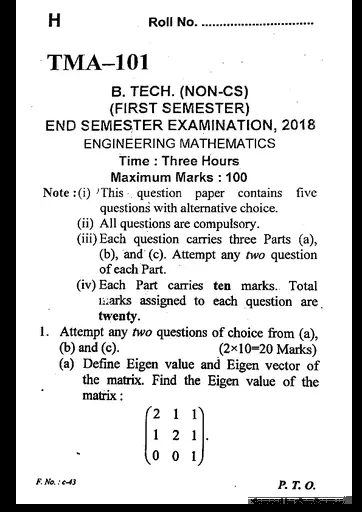 H Roll No. ................................
TMA–101
B. TECH. (NON-CS)
(FIRST SEMESTER)
END SEMESTER EXAMINATION, 2018
ENGINEERING MATHEMATICS
Time : Three Hours
Maximum Marks : 100
Note : (i) This question paper contains five
questions with alternative choice.
(ii) All questions are compulsory.
(iii) Each question carries three Parts (a),
(b), and (c). Attempt any two question
of each Part.
(iv) Each Part carries ten marks. Total
marks assigned to each question are
twenty.
1. Attempt any two questions of choice from (a),
(b) and (c). (2×10=20 Marks)
(a) Define Eigen value and Eigen vector of
the matrix. Find the Eigen value of the
matrix :
(2 1 1
1 2 1
0 0 1).
F. No. : c-43 P. T. O.